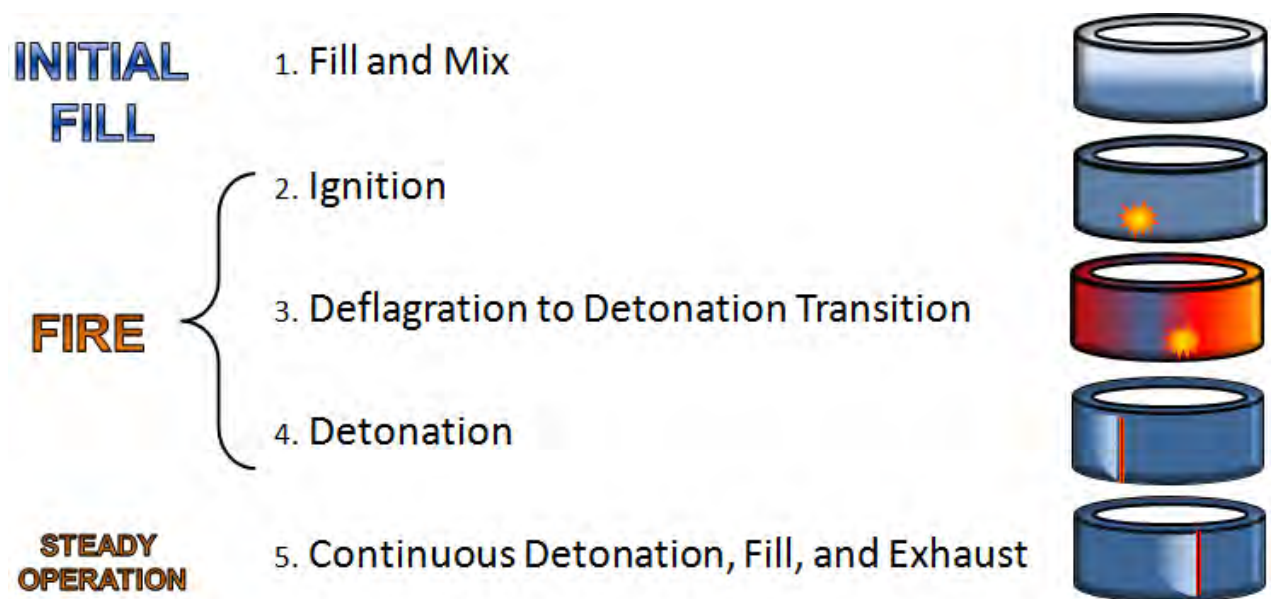 INITIAL
FILL
1. Fill and Mix
2. Ignition
FIRE
3. Deflagration to Detonation Transition
4. Detonation
STEADY
OPERATION
5. Continuous Detonation, Fill, and Exhaust